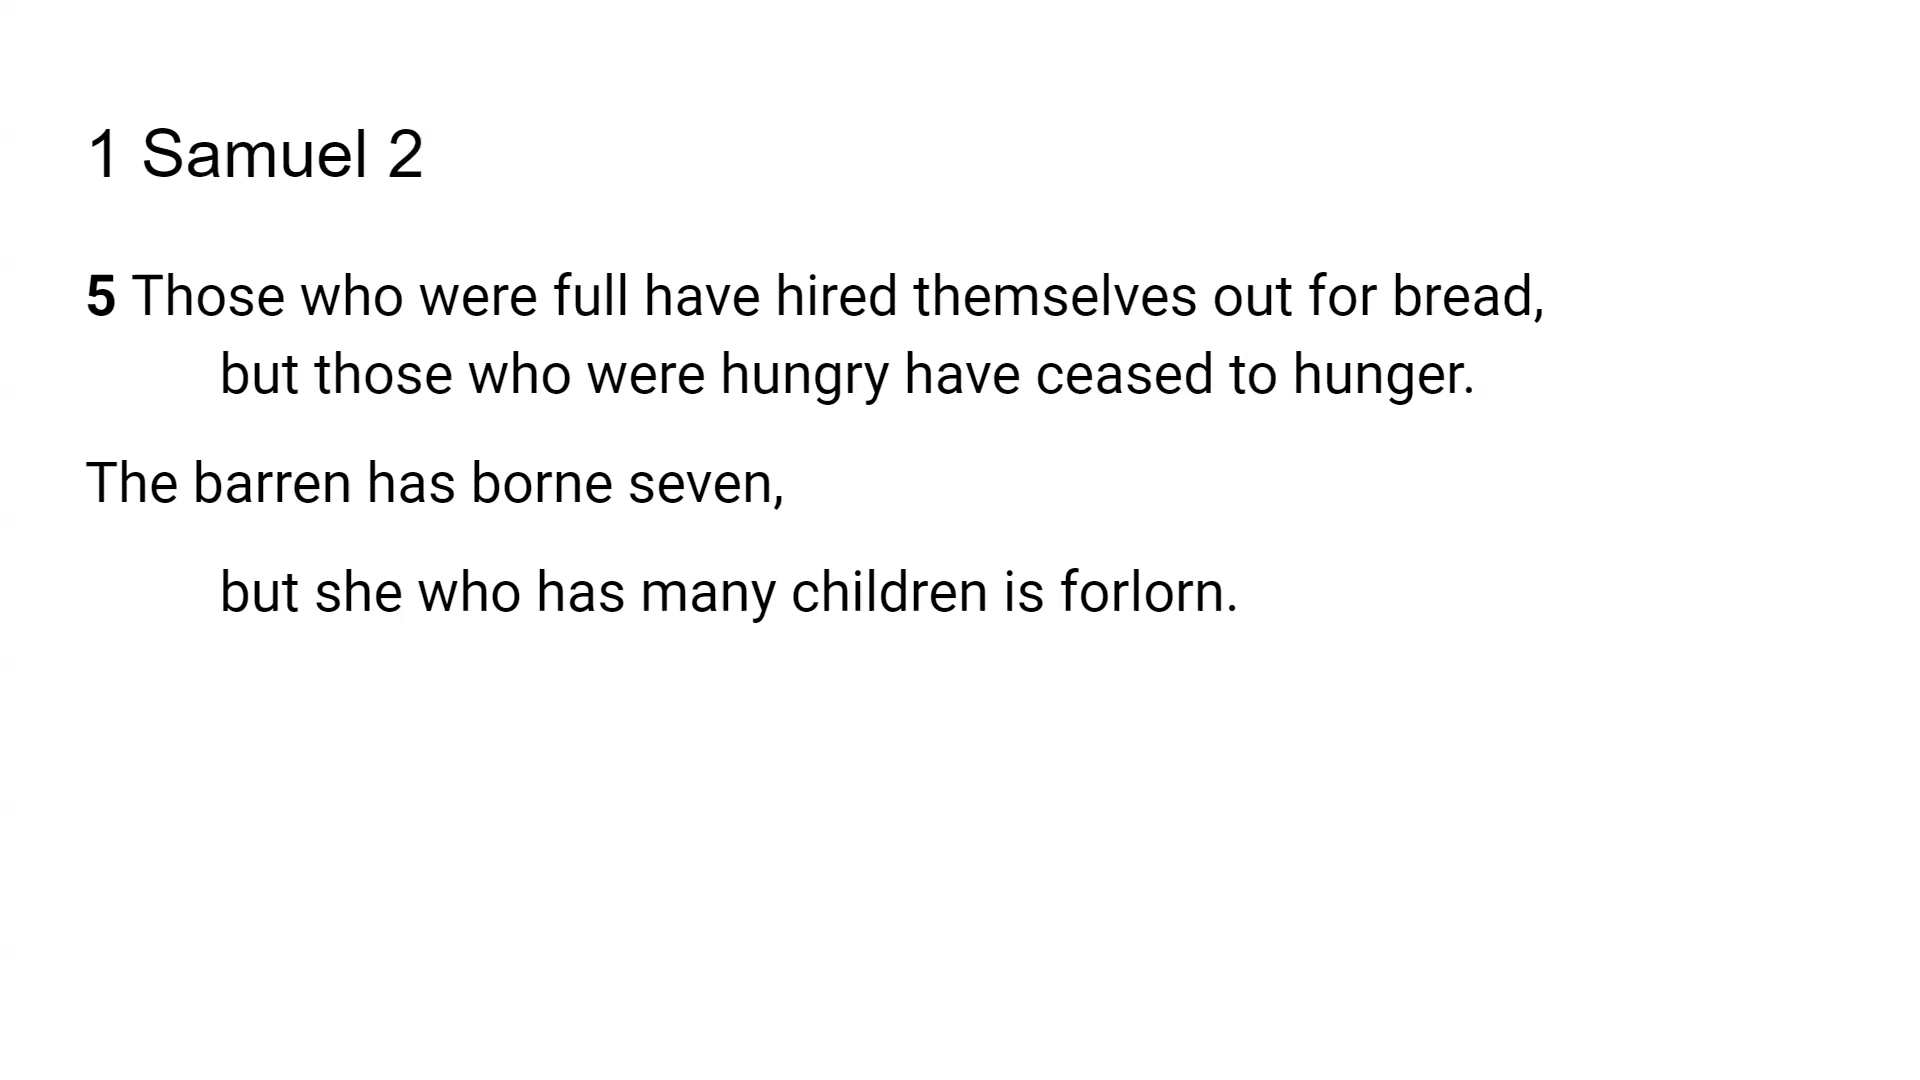 1 Samuel 2
5 Those who were full have hired themselves out for bread,
but those who were hungry have ceased to hunger.
The barren has borne seven,
but she who has many children is forlorn.